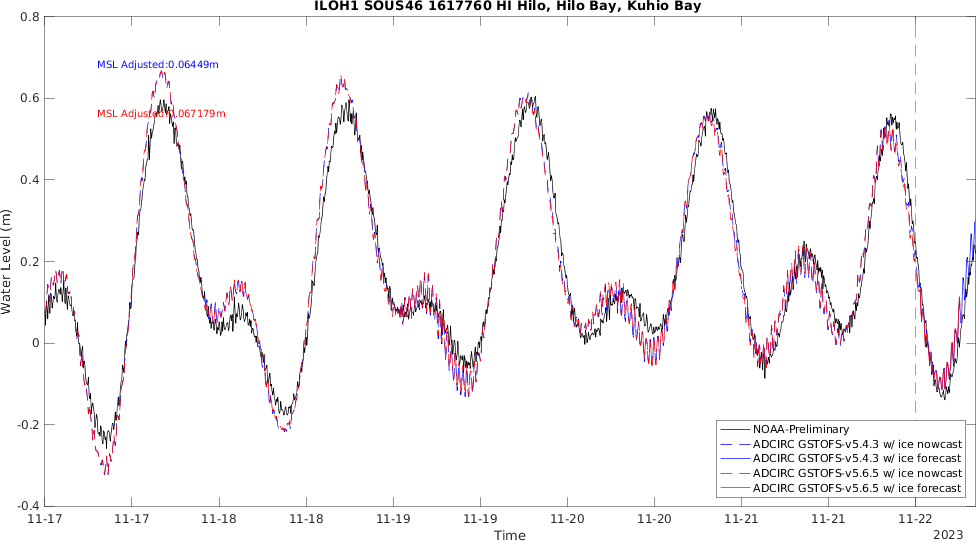 ILOH1 SOUS46 1617760 HI Hilo, Hilo Bay, Kuhio Bay
0.8
0.6
0.4
0.2
0
-0.2
-0.4
Water Level (m)
MSL Adjusted:0.06449m
MSL Adjusted:0.067179m
NOAA-Preliminary
ADCIRC GSTOFS-v5.4.3 w/ ice nowcast
ADCIRC GSTOFS-v5.4.3 w/ ice forecast
ADCIRC GSTOFS-v5.6.5 w/ ice nowcast
ADCIRC GSTOFS-v5.6.5 w/ ice forecast
11-17 11-17 11-18 11-18 11-19 11-19 11-20 11-20 11-21 11-21 11-22
Time
2023